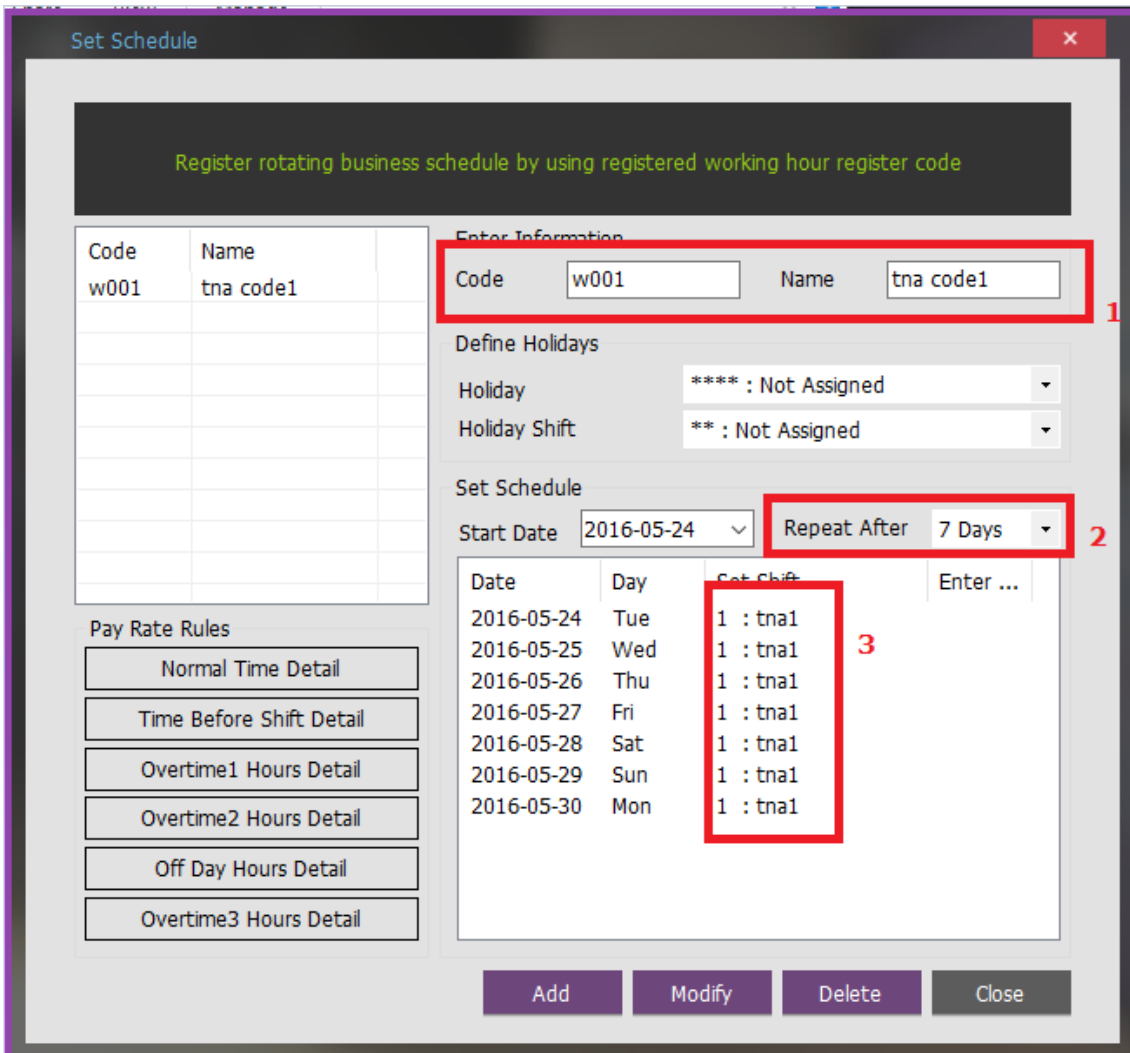 Set Schedule
Register rotating business schedule by using registered working hour register code
Code Name
w001 tna code1
Enter Information
Code w001 Name tna code1
1
Define Holidays
Holiday **** : Not Assigned
Holiday Shift ** : Not Assigned
Set Schedule
Start Date 2016-05-24 Repeat After 7 Days
2
Date Day Set Shift Enter ...
2016-05-24 Tue 1 : tna1
2016-05-25 Wed 1 : tna1
2016-05-26 Thu 1 : tna1
2016-05-27 Fri 1 : tna1
2016-05-28 Sat 1 : tna1
2016-05-29 Sun 1 : tna1
2016-05-30 Mon 1 : tna1
3
Pay Rate Rules
Normal Time Detail
Time Before Shift Detail
Overtime1 Hours Detail
Overtime2 Hours Detail
Off Day Hours Detail
Overtime3 Hours Detail
Add Modify Delete Close